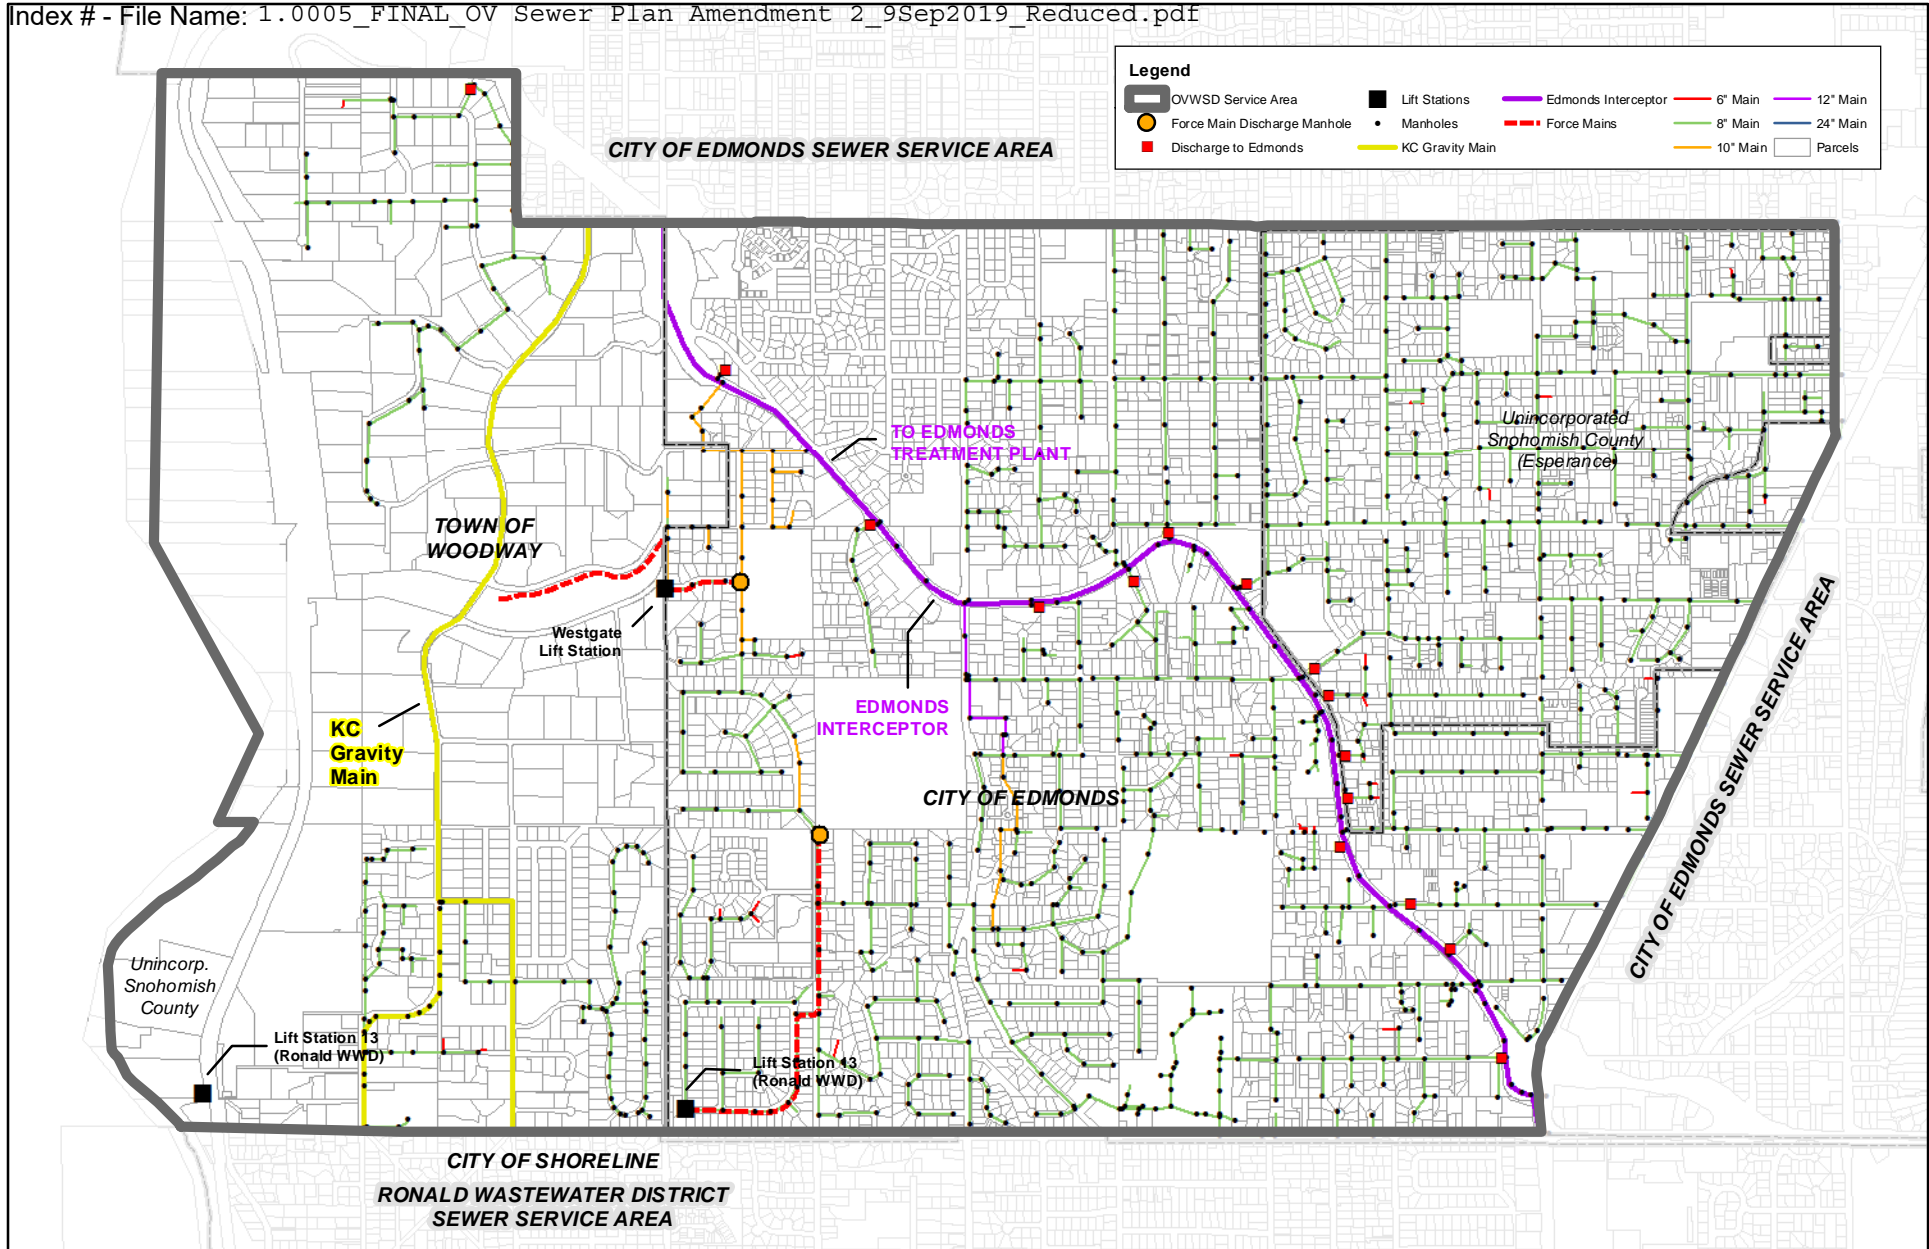 Index # - File Name: 1.0005_FINAL_OV Sewer Plan Amendment 2_9Sep2019_Reduced.pdf
Legend
OVWSD Service Area
Lift Stations
Edmonds Interceptor
6" Main
12" Main
Force Main Discharge Manhole
Manholes
Force Mains
8" Main
24" Main
Discharge to Edmonds
KC Gravity Main
10" Main
Parcels
CITY OF EDMONDS SEWER SERVICE AREA
Unincorporated
Snohomish County
(Esperance)
TO EDMONDS
TREATMENT PLANT
TOWN OF
WOODWAY
Westgate
Lift Station
EDMONDS
INTERCEPTOR
KC
Gravity
Main
CITY OF EDMONDS
CITY OF EDMONDS SEWER SERVICE AREA
Unincorp.
Snohomish
County
Lift Station 13
(Ronald WWD)
Lift Station 13
(Ronald WWD)
CITY OF SHORELINE
RONALD WASTEWATER DISTRICT
SEWER SERVICE AREA